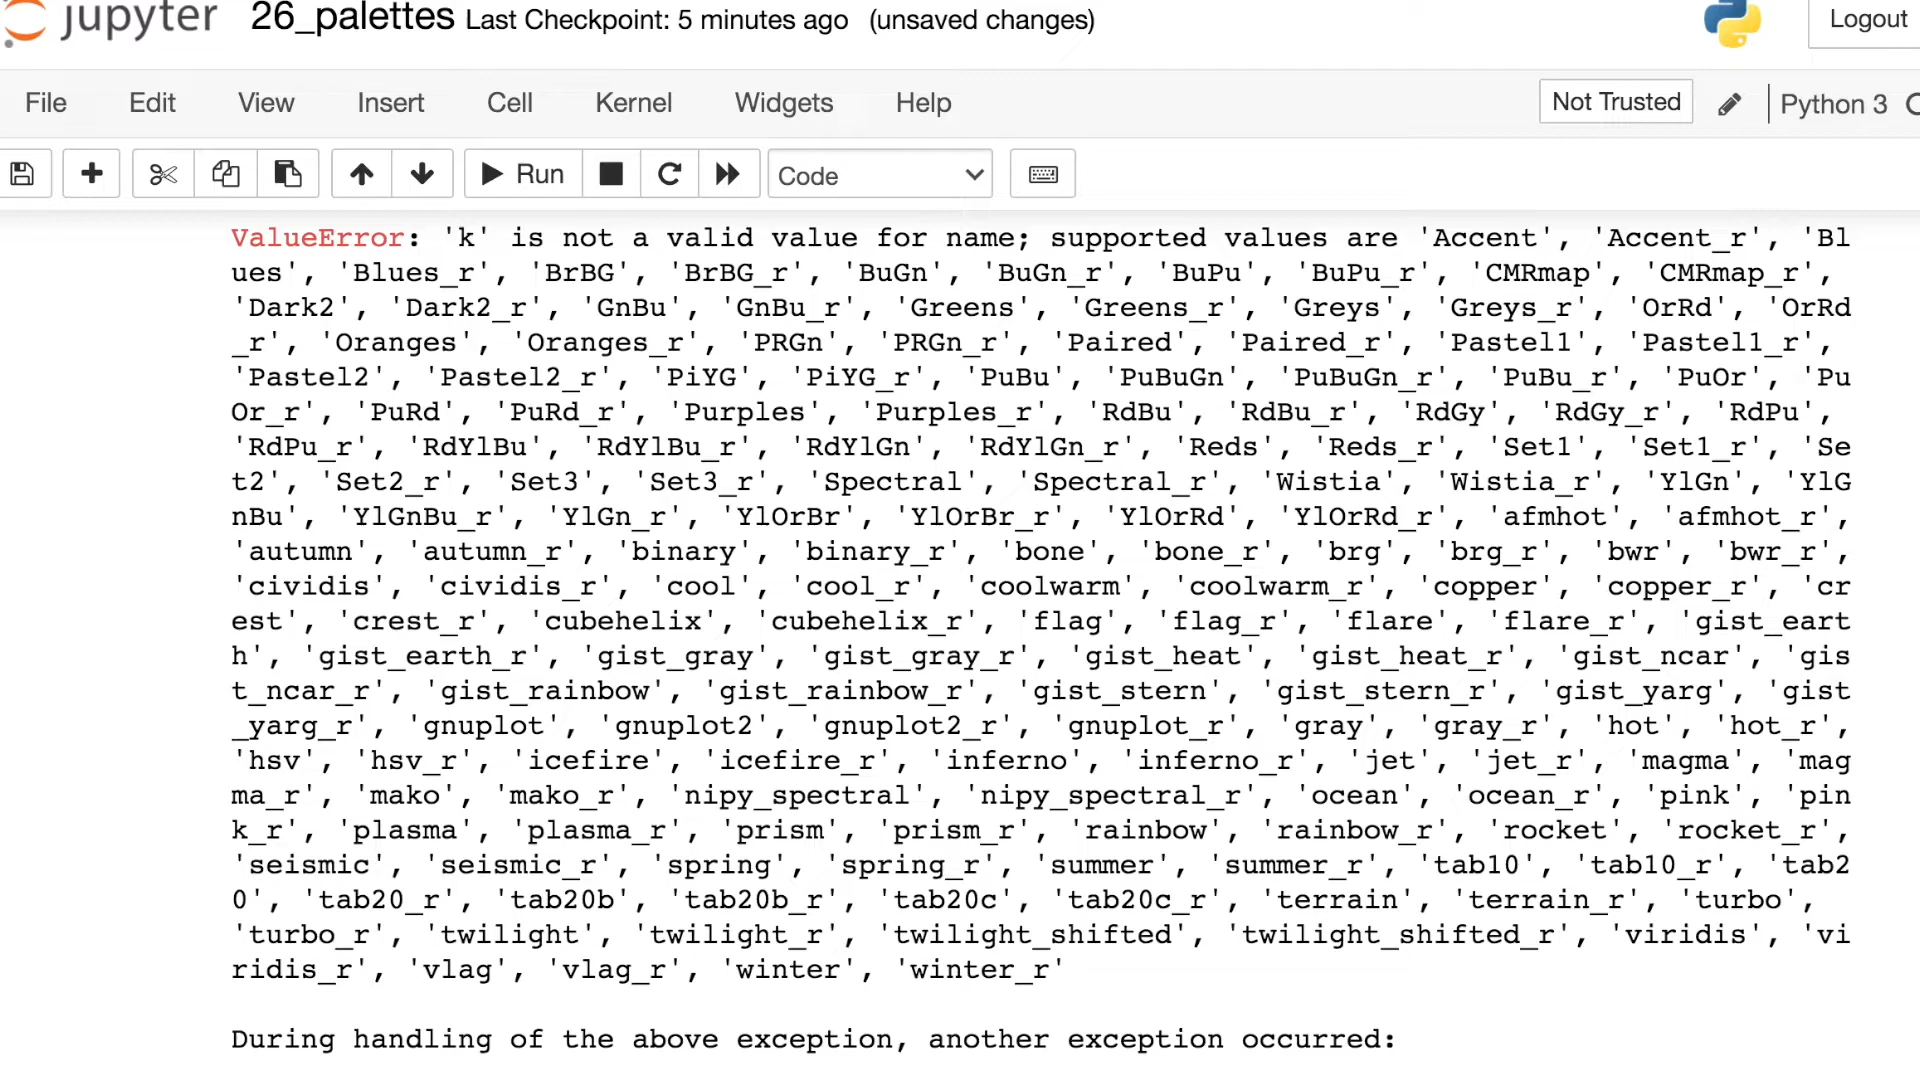 jupyter 26_palettes Last Checkpoint: 5 minutes ago (unsaved changes) Logout
File Edit View Insert Cell Kernel Widgets Help Not Trusted Python 3
Run Code
ValueError: 'k' is not a valid value for name; supported values are 'Accent', 'Accent_r', 'Bl
ues', 'Blues_r', 'BrBG', 'BrBG_r', 'BuGn', 'BuGn_r', 'BuPu', 'BuPu_r', 'CMRmap', 'CMRmap_r',
'Dark2', 'Dark2_r', 'GnBu', 'GnBu_r', 'Greens', 'Greens_r', 'Greys', 'Greys_r', 'OrRd', 'OrRd
_r', 'Oranges', 'Oranges_r', 'PRGn', 'PRGn_r', 'Paired', 'Paired_r', 'Pastel1', 'Pastel1_r',
'Pastel2', 'Pastel2_r', 'PiYG', 'PiYG_r', 'PuBu', 'PuBuGn', 'PuBuGn_r', 'PuBu_r', 'PuOr', 'Pu
Or_r', 'PuRd', 'PuRd_r', 'Purples', 'Purples_r', 'RdBu', 'RdBu_r', 'RdGy', 'RdGy_r', 'RdPu',
'RdPu_r', 'RdYlBu', 'RdYlBu_r', 'RdYlGn', 'RdYlGn_r', 'Reds', 'Reds_r', 'Set1', 'Set1_r', 'Se
t2', 'Set2_r', 'Set3', 'Set3_r', 'Spectral', 'Spectral_r', 'Wistia', 'Wistia_r', 'YlGn', 'YlG
nBu', 'YlGnBu_r', 'YlGn_r', 'YlOrBr', 'YlOrBr_r', 'YlOrRd', 'YlOrRd_r', 'afmhot', 'afmhot_r',
'autumn', 'autumn_r', 'binary', 'binary_r', 'bone', 'bone_r', 'brg', 'brg_r', 'bwr', 'bwr_r',
'cividis', 'cividis_r', 'cool', 'cool_r', 'coolwarm', 'coolwarm_r', 'copper', 'copper_r', 'cr
est', 'crest_r', 'cubehelix', 'cubehelix_r', 'flag', 'flag_r', 'flare', 'flare_r', 'gist_eart
h', 'gist_earth_r', 'gist_gray', 'gist_gray_r', 'gist_heat', 'gist_heat_r', 'gist_ncar', 'gis
t_ncar_r', 'gist_rainbow', 'gist_rainbow_r', 'gist_stern', 'gist_stern_r', 'gist_yarg', 'gist
_yarg_r', 'gnuplot', 'gnuplot2', 'gnuplot2_r', 'gnuplot_r', 'gray', 'gray_r', 'hot', 'hot_r',
'hsv', 'hsv_r', 'icefire', 'icefire_r', 'inferno', 'inferno_r', 'jet', 'jet_r', 'magma', 'mag
ma_r', 'mako', 'mako_r', 'nipy_spectral', 'nipy_spectral_r', 'ocean', 'ocean_r', 'pink', 'pin
k_r', 'plasma', 'plasma_r', 'prism', 'prism_r', 'rainbow', 'rainbow_r', 'rocket', 'rocket_r',
'seismic', 'seismic_r', 'spring', 'spring_r', 'summer', 'summer_r', 'tab10', 'tab10_r', 'tab2
0', 'tab20_r', 'tab20b', 'tab20b_r', 'tab20c', 'tab20c_r', 'terrain', 'terrain_r', 'turbo',
'turbo_r', 'twilight', 'twilight_r', 'twilight_shifted', 'twilight_shifted_r', 'viridis', 'vi
ridis_r', 'vlag', 'vlag_r', 'winter', 'winter_r'
During handling of the above exception, another exception occurred: